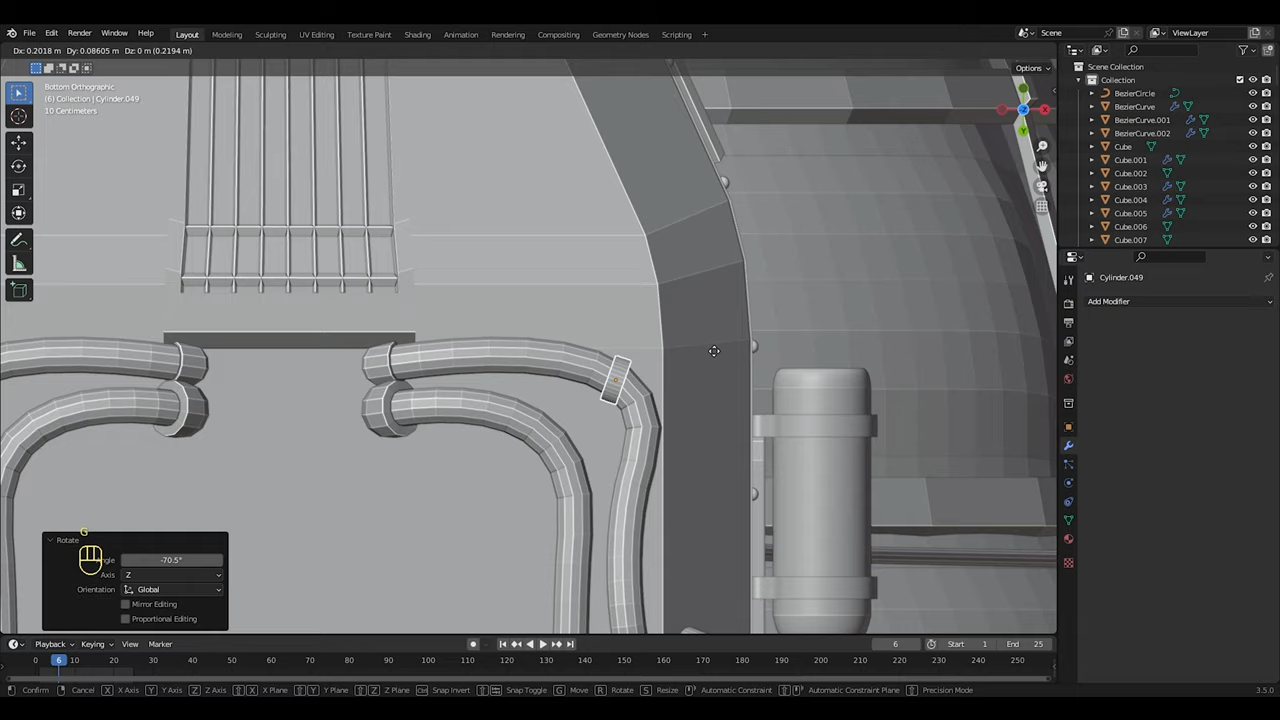 File Edit Render Window Help Layout Modeling Sculpting UV Editing Texture Paint Shading Animation Rendering Compositing Geometry Nodes Scripting + Scene ViewLayer
Dx: 0.2018 m Dy: 0.08605 m Dz: 0 m (0.2194 m)
Options
Bottom Orthographic
(6) Collection | Cylinder.049
10 Centimeters
Scene Collection
Collection
BezierCircle
BezierCurve
BezierCurve.001
BezierCurve.002
Cube
Cube.001
Cube.002
Cube.003
Cube.004
Cube.005
Cube.006
Cube.007
Cylinder.049
Add Modifier
G
Rotate
Angle -70.5°
Axis Z
Orientation Global
Mirror Editing
Proportional Editing
Playback Keying View Marker 6 Start 1 End 25
0 6 10 20 30 40 50 60 70 80 90 100 110 120 130 140 150 160 170 180 190 200 210 220 230 240 250
Confirm Cancel X X Axis Y Y Axis Z Z Axis X X Plane Y Y Plane Z Z Plane Ctrl Snap Invert Snap Toggle G Move R Rotate S Resize Automatic Constraint Automatic Constraint Plane Precision Mode 3.5.0